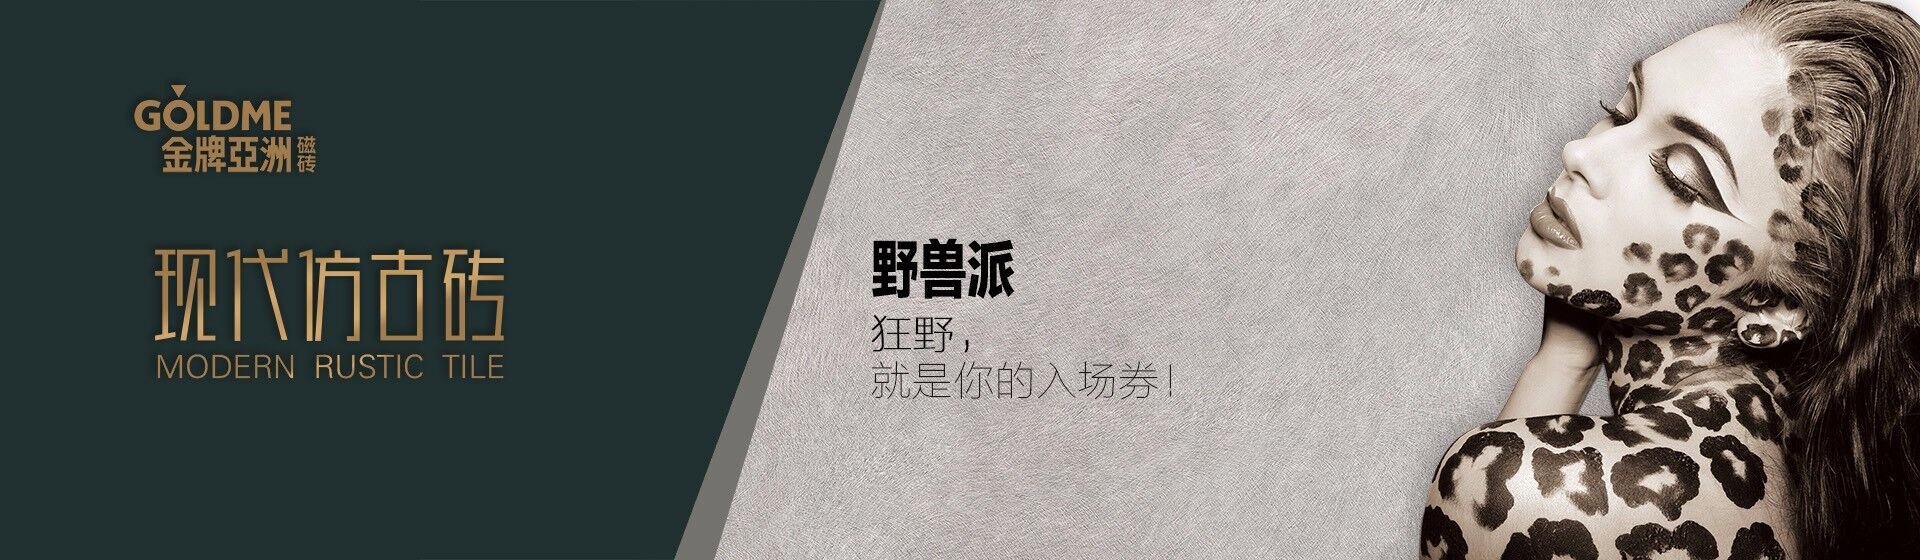 GOLDME
金牌亞洲 磁砖
现代仿古砖
MODERN RUSTIC TILE
野兽派
狂野，
就是你的入场券！